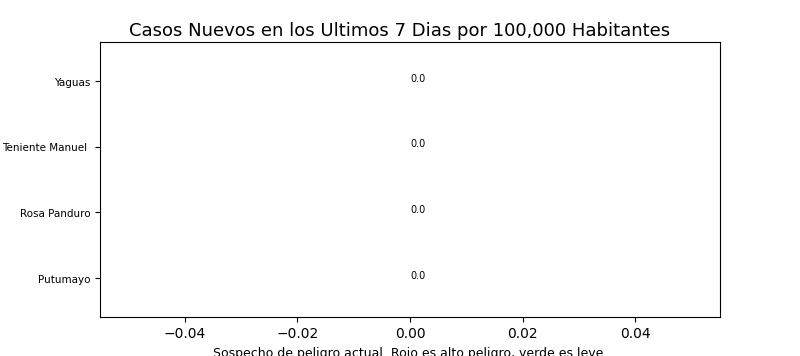 Casos Nuevos en los Ultimos 7 Dias por 100,000 Habitantes
Yaguas 0.0
Teniente Manuel 0.0
Rosa Panduro 0.0
Putumayo 0.0
−0.04 −0.02 0.00 0.02 0.04
Sospecho de peligro actual. Rojo es alto peligro, verde es leve